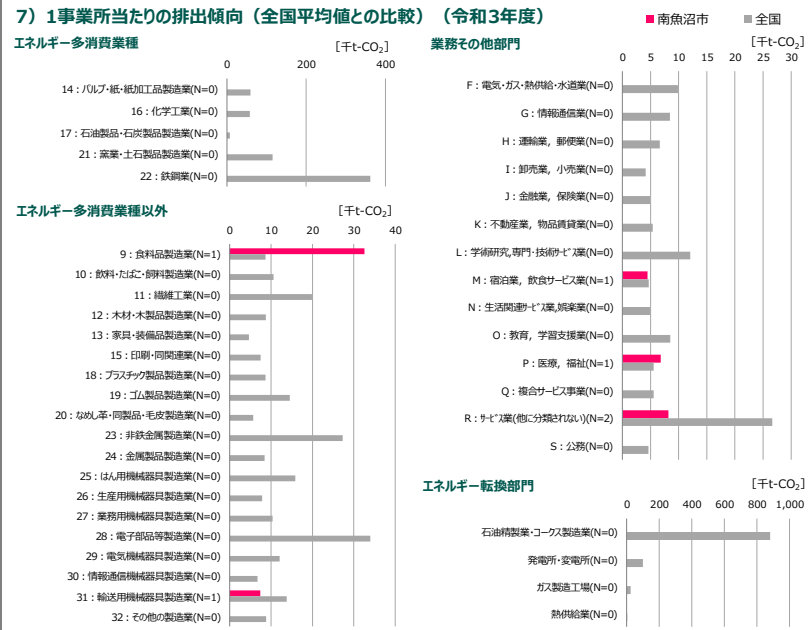 7）1事業所当たりの排出傾向（全国平均値との比較）（令和3年度）
南魚沼市
全国
エネルギー多消費業種
[千t-CO2]
0 200 400
14：パルプ・紙・紙加工品製造業(N=0)
16：化学工業(N=0)
17：石油製品・石炭製品製造業(N=0)
21：窯業・土石製品製造業(N=0)
22：鉄鋼業(N=0)
エネルギー多消費業種以外
[千t-CO2]
0 10 20 30 40
9：食料品製造業(N=1)
10：飲料・たばこ・飼料製造業(N=0)
11：繊維工業(N=0)
12：木材・木製品製造業(N=0)
13：家具・装備品製造業(N=0)
15：印刷・同関連業(N=0)
18：プラスチック製品製造業(N=0)
19：ゴム製品製造業(N=0)
20：なめし革・同製品・毛皮製造業(N=0)
23：非鉄金属製造業(N=0)
24：金属製品製造業(N=0)
25：はん用機械器具製造業(N=0)
26：生産用機械器具製造業(N=0)
27：業務用機械器具製造業(N=0)
28：電子部品等製造業(N=0)
29：電気機械器具製造業(N=0)
30：情報通信機械器具製造業(N=0)
31：輸送用機械器具製造業(N=1)
32：その他の製造業(N=0)
業務その他部門
[千t-CO2]
0 5 10 15 20 25 30
F：電気・ガス・熱供給・水道業(N=0)
G：情報通信業(N=0)
H：運輸業，郵便業(N=0)
I：卸売業，小売業(N=0)
J：金融業，保険業(N=0)
K：不動産業，物品賃貸業(N=0)
L：学術研究,専門・技術ｻｰﾋﾞｽ業(N=0)
M：宿泊業，飲食サービス業(N=1)
N：生活関連ｻｰﾋﾞｽ業,娯楽業(N=0)
O：教育，学習支援業(N=0)
P：医療，福祉(N=1)
Q：複合サービス事業(N=0)
R：ｻｰﾋﾞｽ業(他に分類されない)(N=2)
S：公務(N=0)
エネルギー転換部門
[千t-CO2]
0 200 400 600 800 1,000
石油精製業・コークス製造業(N=0)
発電所・変電所(N=0)
ガス製造工場(N=0)
熱供給業(N=0)